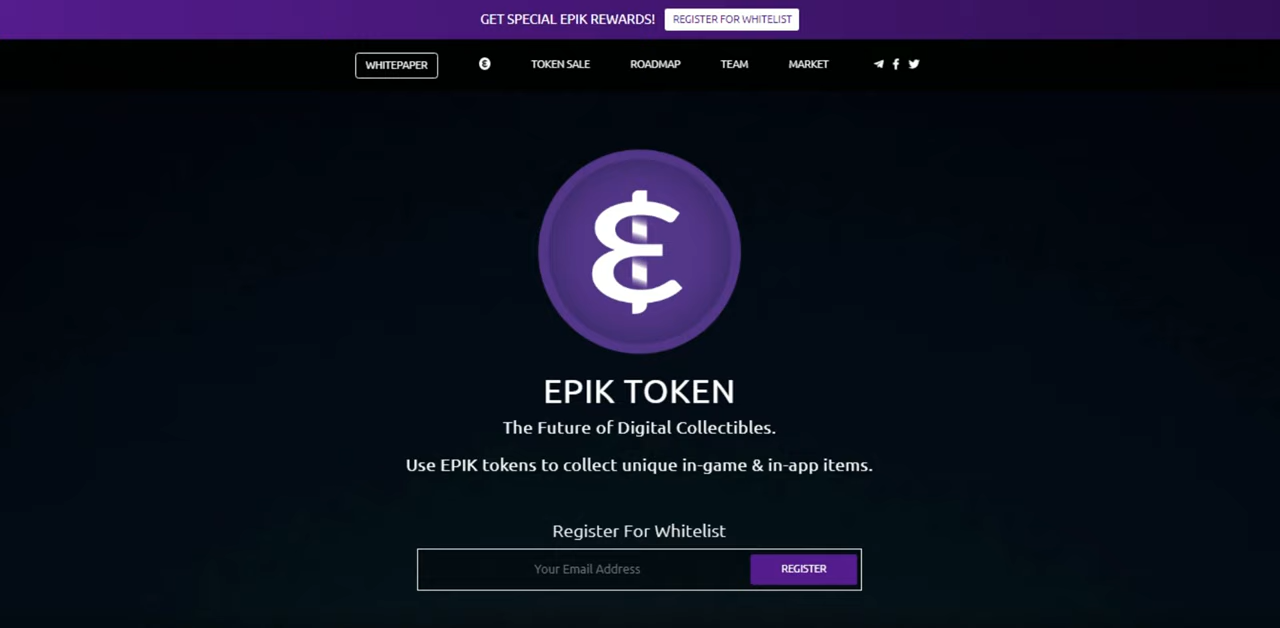 GET SPECIAL EPIK REWARDS! REGISTER FOR WHITELIST
WHITEPAPER TOKEN SALE ROADMAP TEAM MARKET
EPIK TOKEN
The Future of Digital Collectibles.
Use EPIK tokens to collect unique in-game & in-app items.
Register For Whitelist
Your Email Address REGISTER